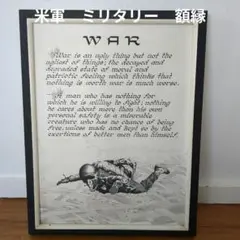 米軍　ミリタリー　額縁
WAR
War is an ugly thing but not the
ugliest of things; the decayed and
degraded state of moral and
patriotic feeling which thinks that
nothing is worth war is much worse.
A man who has nothing for
which he is willing to fight; nothing
he cares about more than his own
personal safety is a miserable
creature who has no chance of being
free, unless made and kept so by the
exertions of better men than himself.